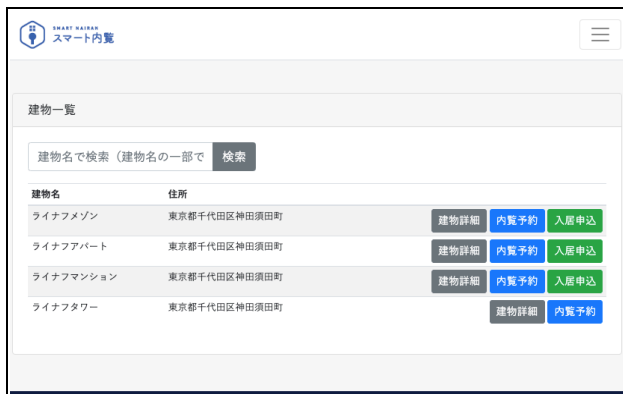 SMART NAIRAN
スマート内覧
建物一覧
建物名で検索（建物名の一部で 検索
建物名 住所
ライナフメゾン 東京都千代田区神田須田町 建物詳細 内覧予約 入居申込
ライナフアパート 東京都千代田区神田須田町 建物詳細 内覧予約 入居申込
ライナフマンション 東京都千代田区神田須田町 建物詳細 内覧予約 入居申込
ライナフタワー 東京都千代田区神田須田町 建物詳細 内覧予約